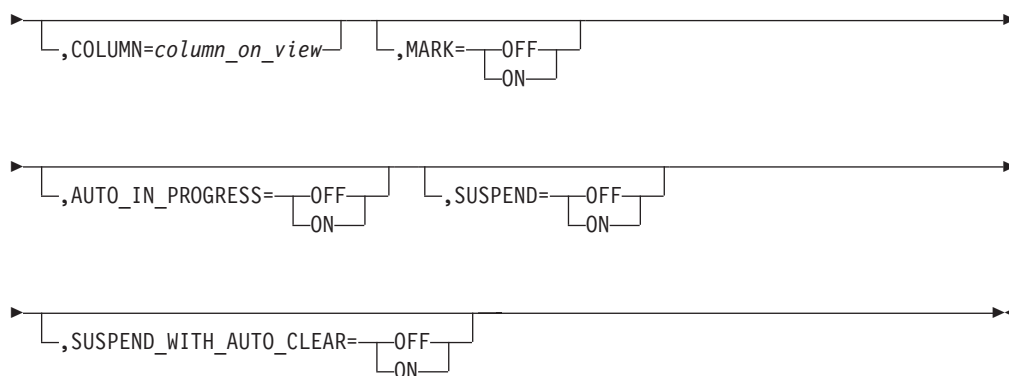 ,COLUMN=column_on_view ,MARK= OFF
ON
,AUTO_IN_PROGRESS= OFF ,SUSPEND= OFF
ON ON
,SUSPEND_WITH_AUTO_CLEAR= OFF
ON